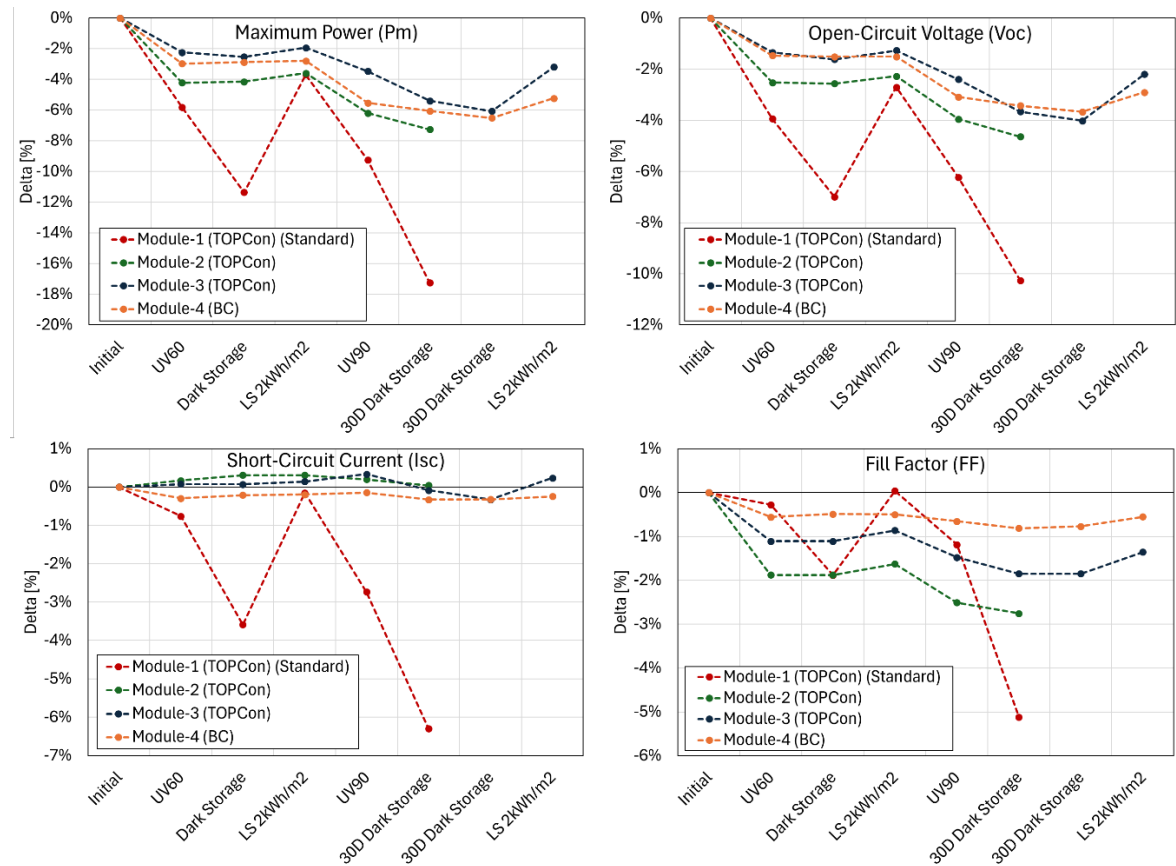 Maximum Power (Pm)
0%
-2%
-4%
-6%
-8%
-10%
-12%
-14%
-16%
-18%
-20%
Delta [%]
Module-1 (TOPCon) (Standard)
Module-2 (TOPCon)
Module-3 (TOPCon)
Module-4 (BC)
Initial
UV60
Dark Storage
LS 2kWh/m2
UV90
30D Dark Storage
30D Dark Storage
LS 2kWh/m2
Open-Circuit Voltage (Voc)
0%
-2%
-4%
-6%
-8%
-10%
-12%
Delta [%]
Module-1 (TOPCon) (Standard)
Module-2 (TOPCon)
Module-3 (TOPCon)
Module-4 (BC)
Initial
UV60
Dark Storage
LS 2kWh/m2
UV90
30D Dark Storage
30D Dark Storage
LS 2kWh/m2
Short-Circuit Current (Isc)
1%
0%
-1%
-2%
-3%
-4%
-5%
-6%
-7%
Delta [%]
Module-1 (TOPCon) (Standard)
Module-2 (TOPCon)
Module-3 (TOPCon)
Module-4 (BC)
Initial
UV60
Dark Storage
LS 2kWh/m2
UV90
30D Dark Storage
30D Dark Storage
LS 2kWh/m2
Fill Factor (FF)
1%
0%
-1%
-2%
-3%
-4%
-5%
-6%
Delta [%]
Module-1 (TOPCon) (Standard)
Module-2 (TOPCon)
Module-3 (TOPCon)
Module-4 (BC)
Initial
UV60
Dark Storage
LS 2kWh/m2
UV90
30D Dark Storage
30D Dark Storage
LS 2kWh/m2